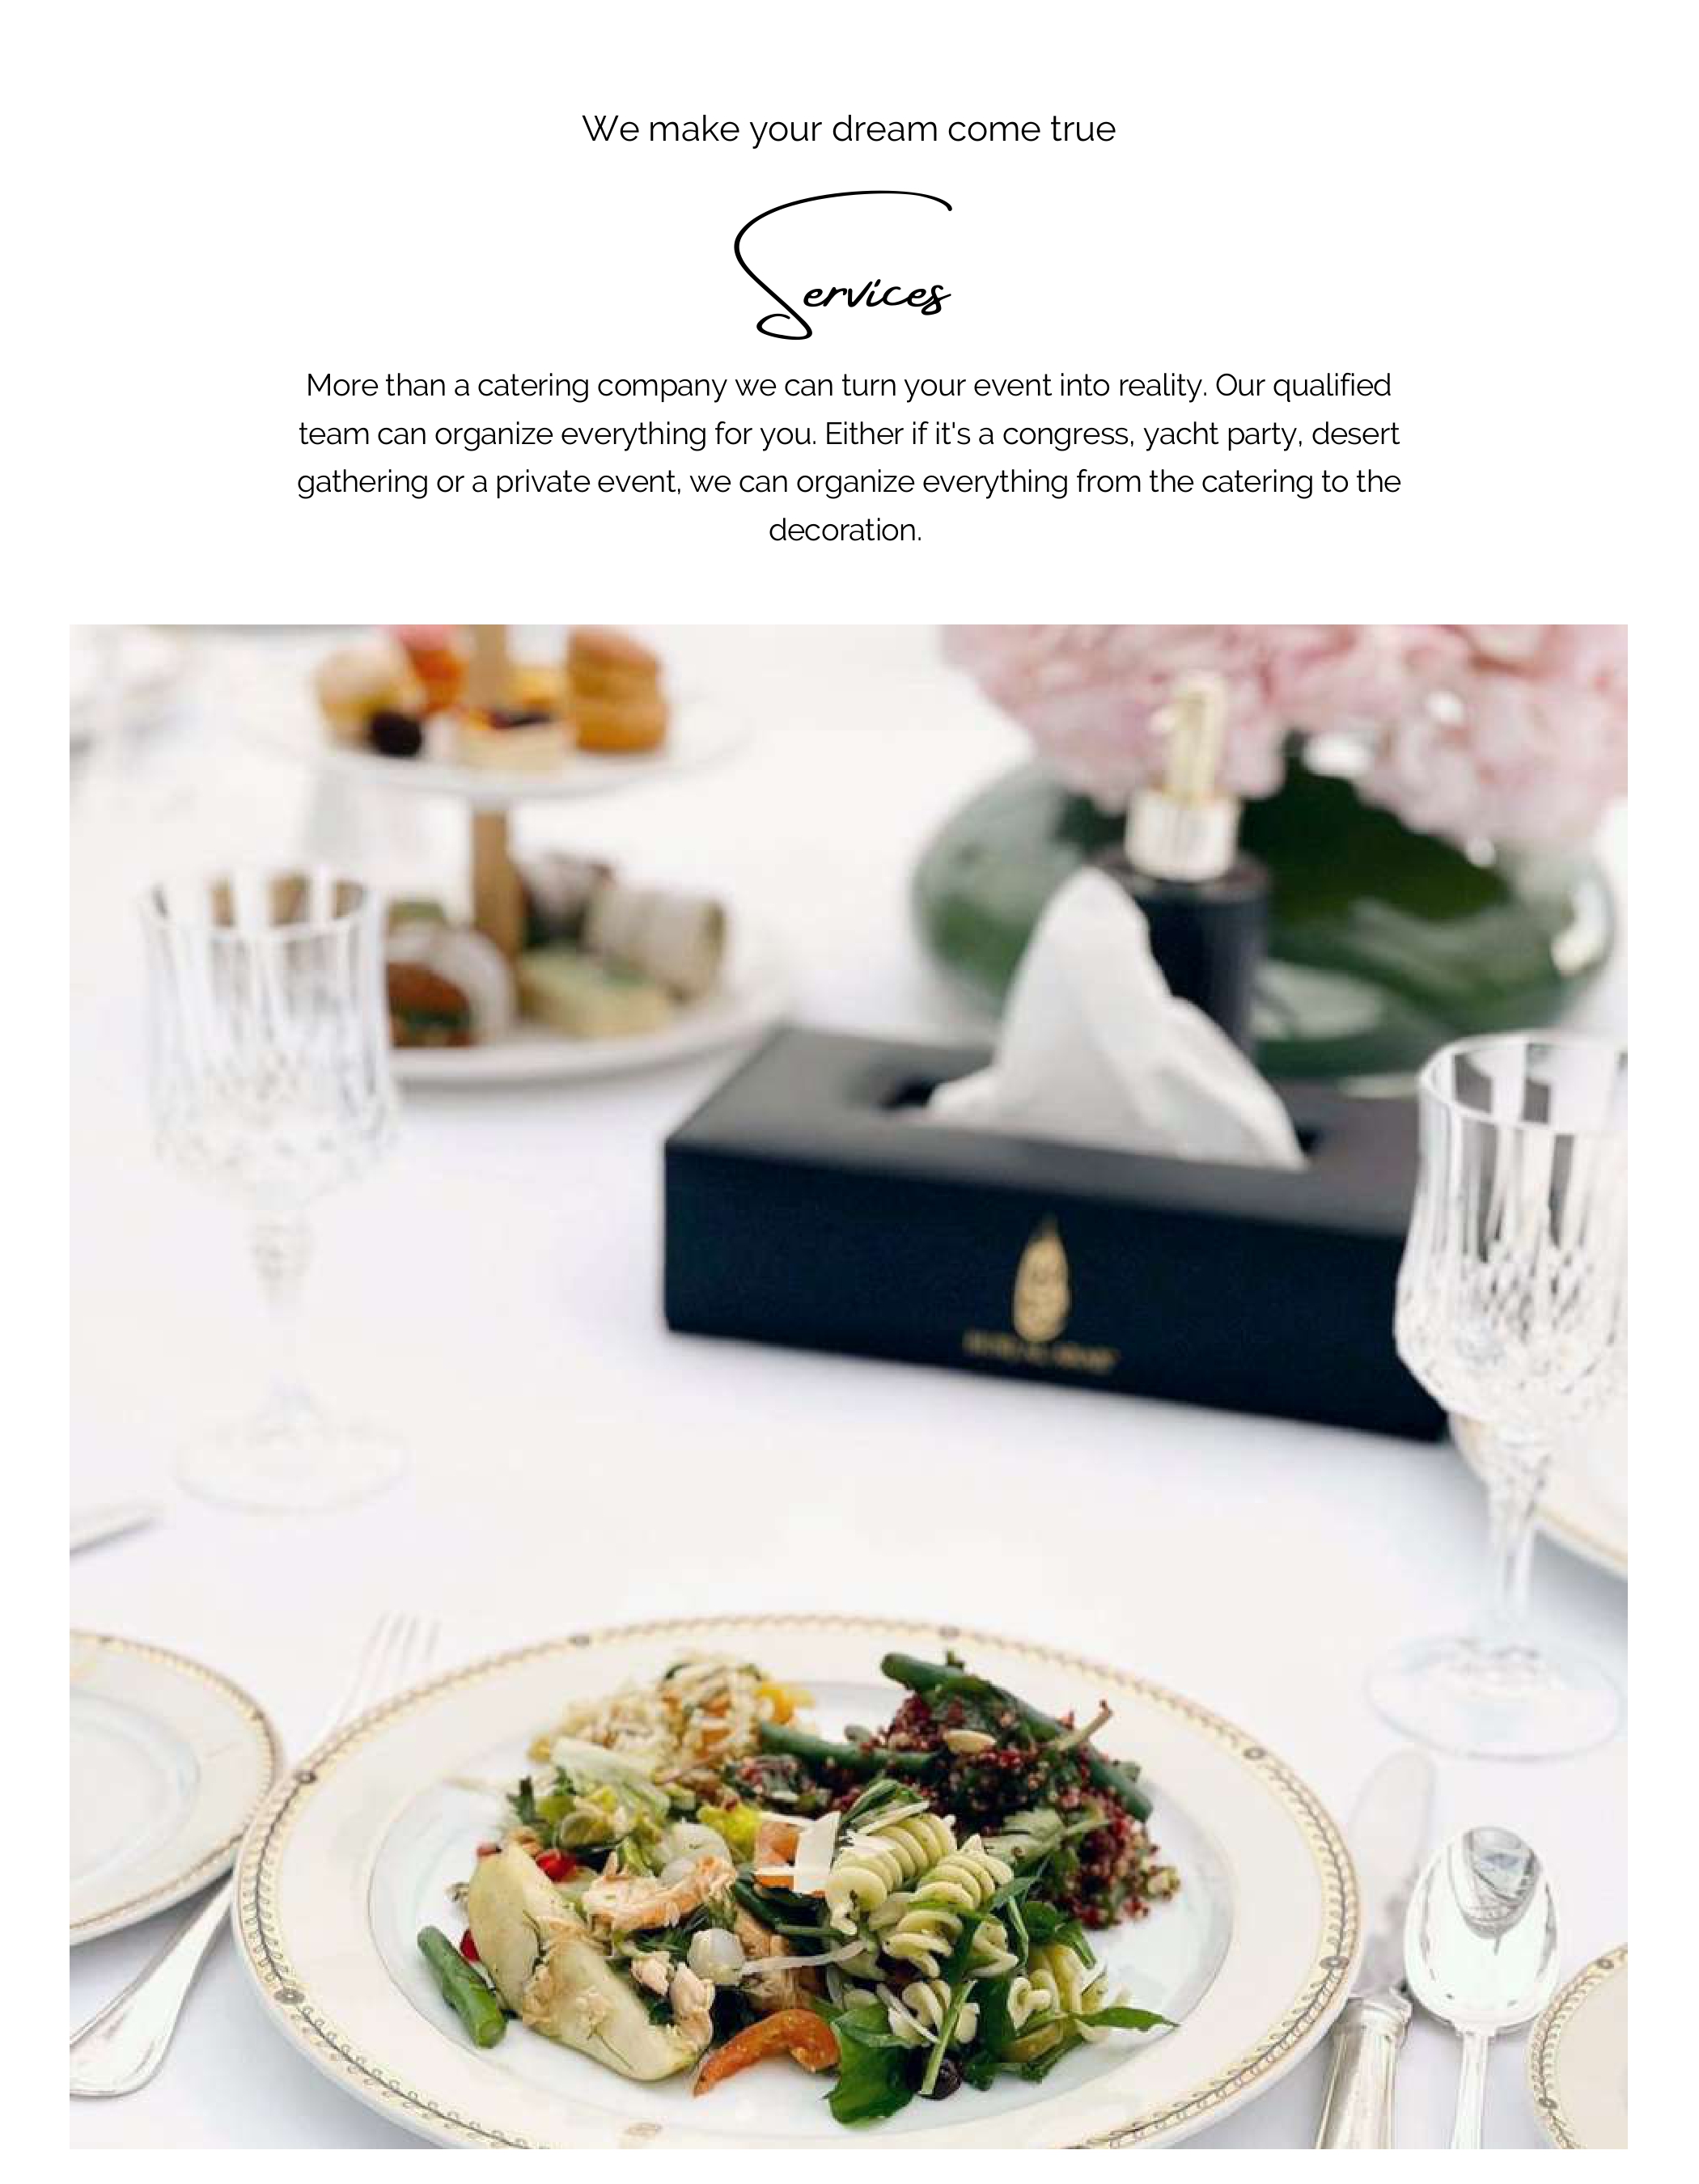 We make your dream come true
Services
More than a catering company we can turn your event into reality. Our qualified
team can organize everything for you. Either if it's a congress, yacht party, desert
gathering or a private event, we can organize everything from the catering to the
decoration.